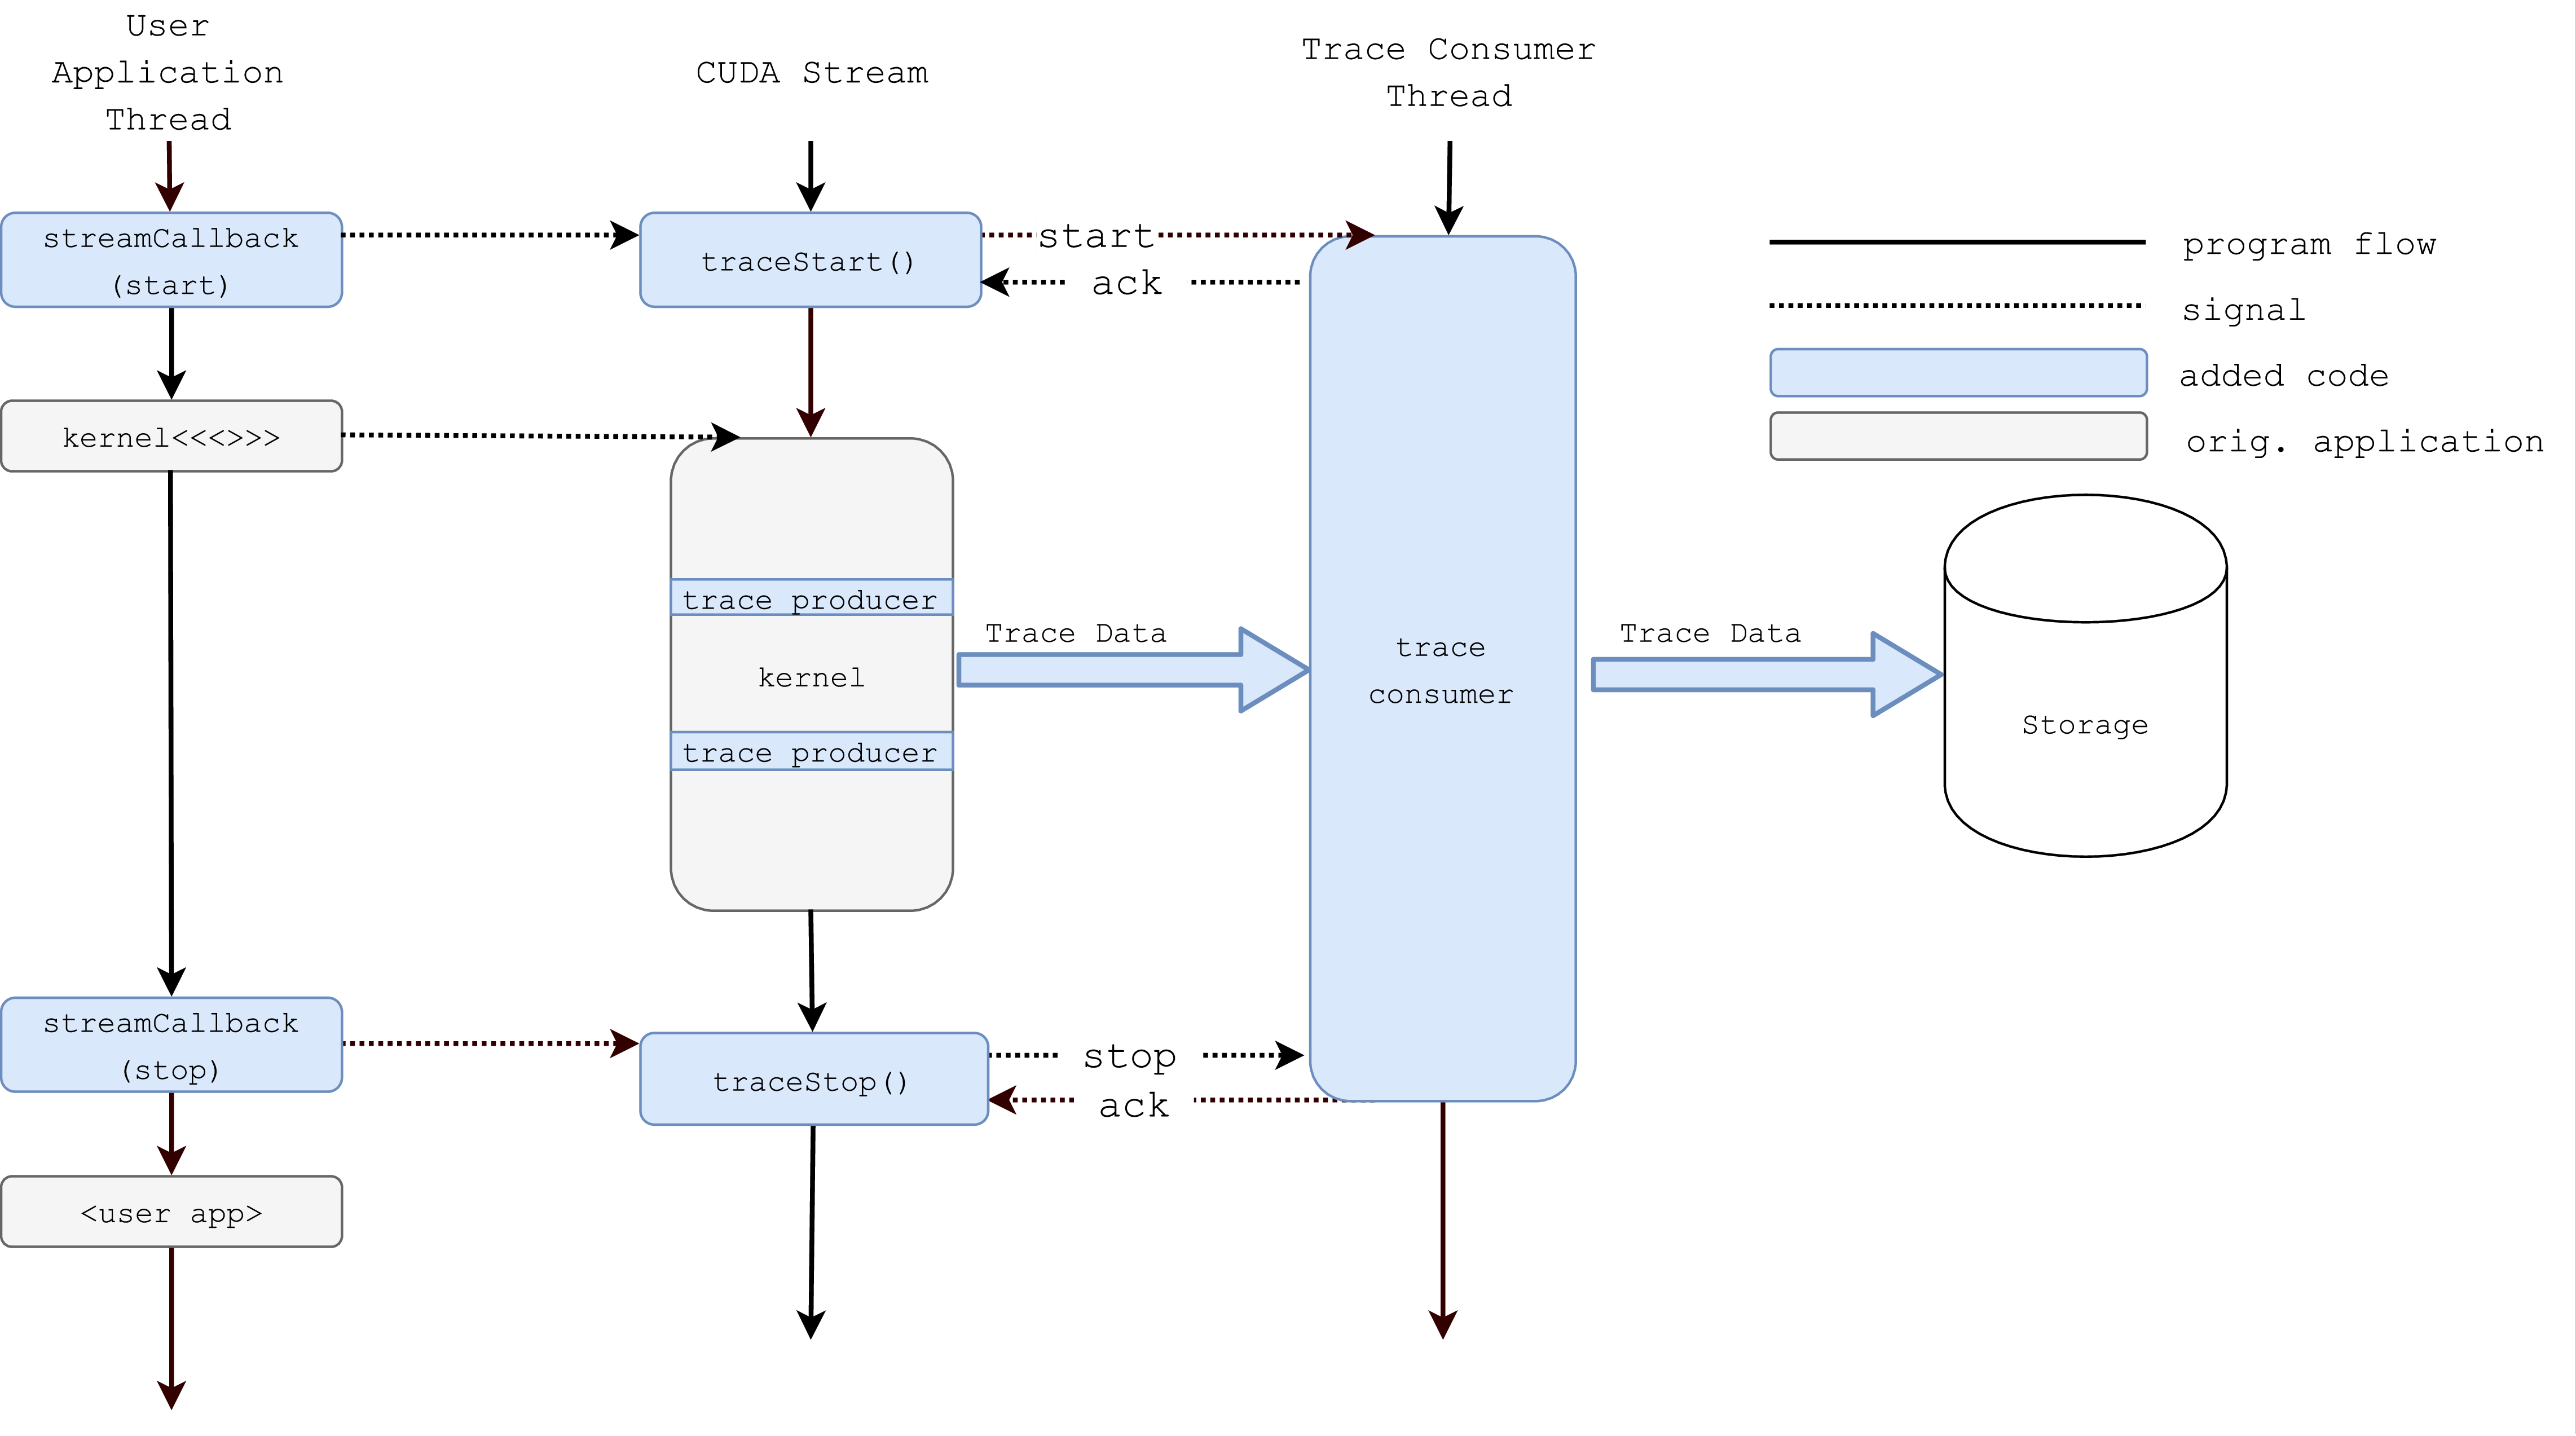 User
Application
Thread
CUDA Stream
Trace Consumer
Thread
streamCallback
(start)
traceStart()
start
ack
program flow
signal
added code
orig. application
kernel<<<>>>
trace producer
kernel
trace producer
Trace Data
trace
consumer
Trace Data
Storage
streamCallback
(stop)
traceStop()
stop
ack
<user app>